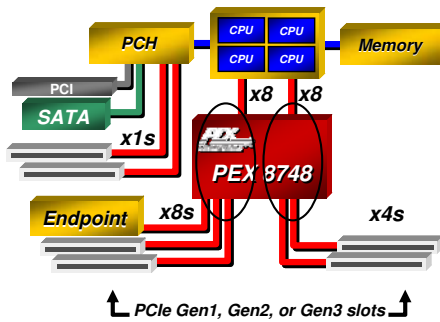 PCH
CPU CPU
CPU CPU
Memory
PCI
SATA
x8 x8
x1s
PEX
PEX 8748
Endpoint
x8s
x4s
PCIe Gen1, Gen2, or Gen3 slots